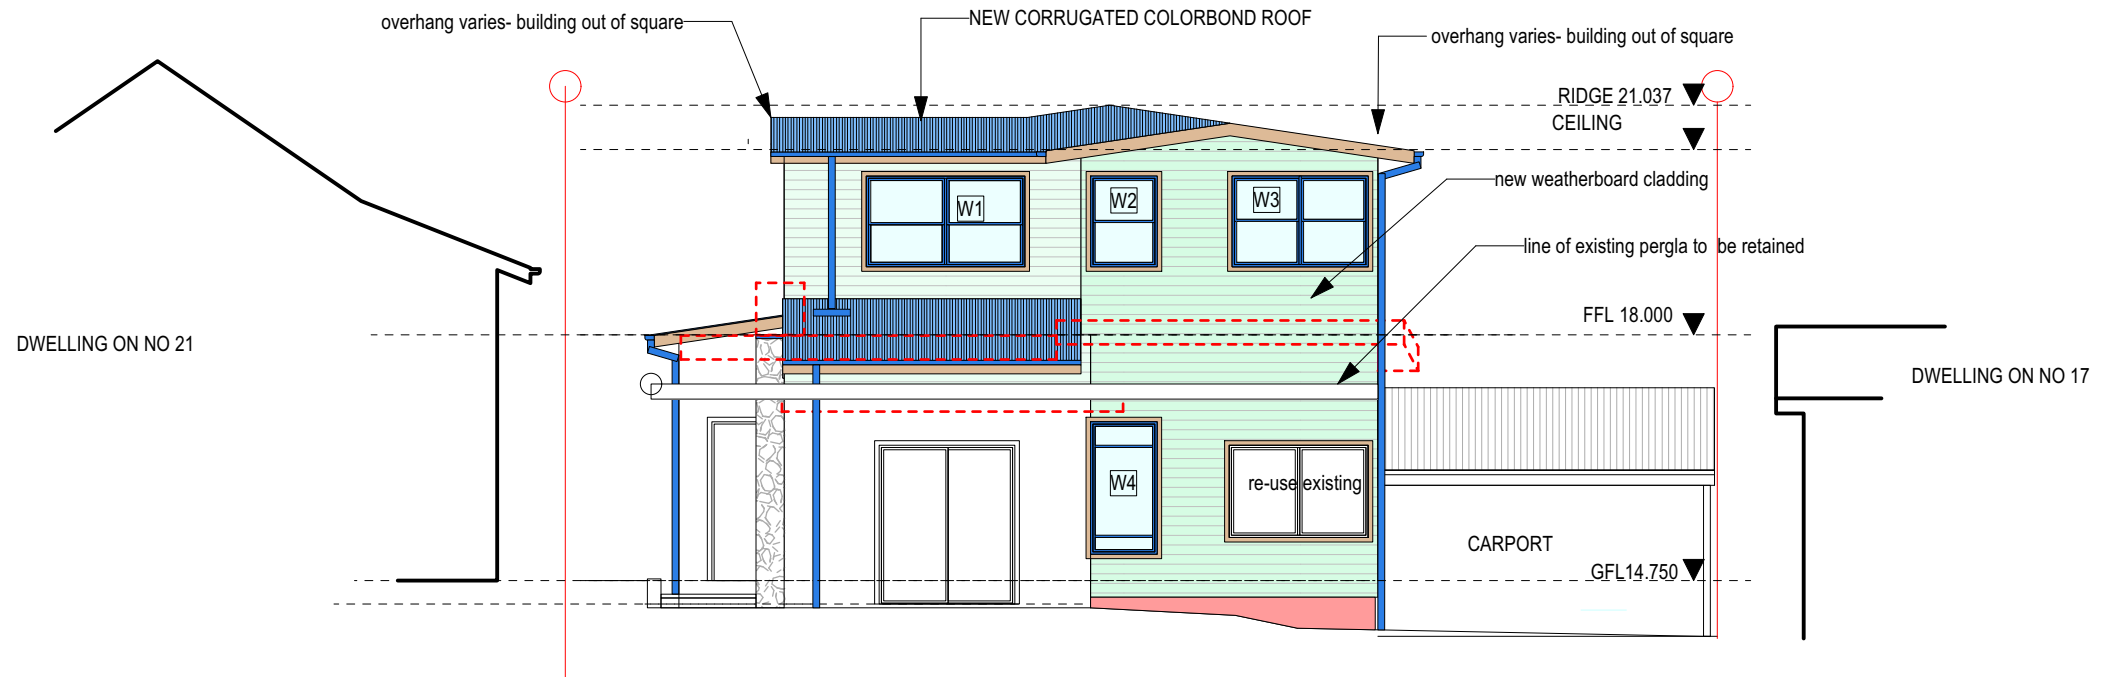 overhang varies- building out of square
NEW CORRUGATED COLORBOND ROOF
overhang varies- building out of square
RIDGE 21.037
CEILING
new weatherboard cladding
W1
W2
W3
line of existing pergla to be retained
FFL 18.000
DWELLING ON NO 21
DWELLING ON NO 17
W4
re-use existing
CARPORT
GFL14.750